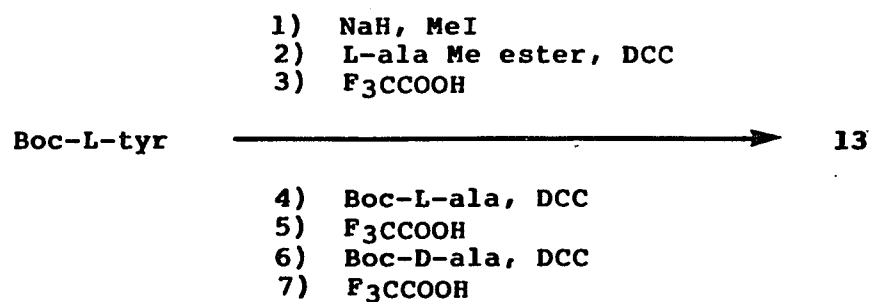 1) NaH, MeI
2) L-ala Me ester, DCC
3) F3CCOOH
Boc-L-tyr 13
4) Boc-L-ala, DCC
5) F3CCOOH
6) Boc-D-ala, DCC
7) F3CCOOH